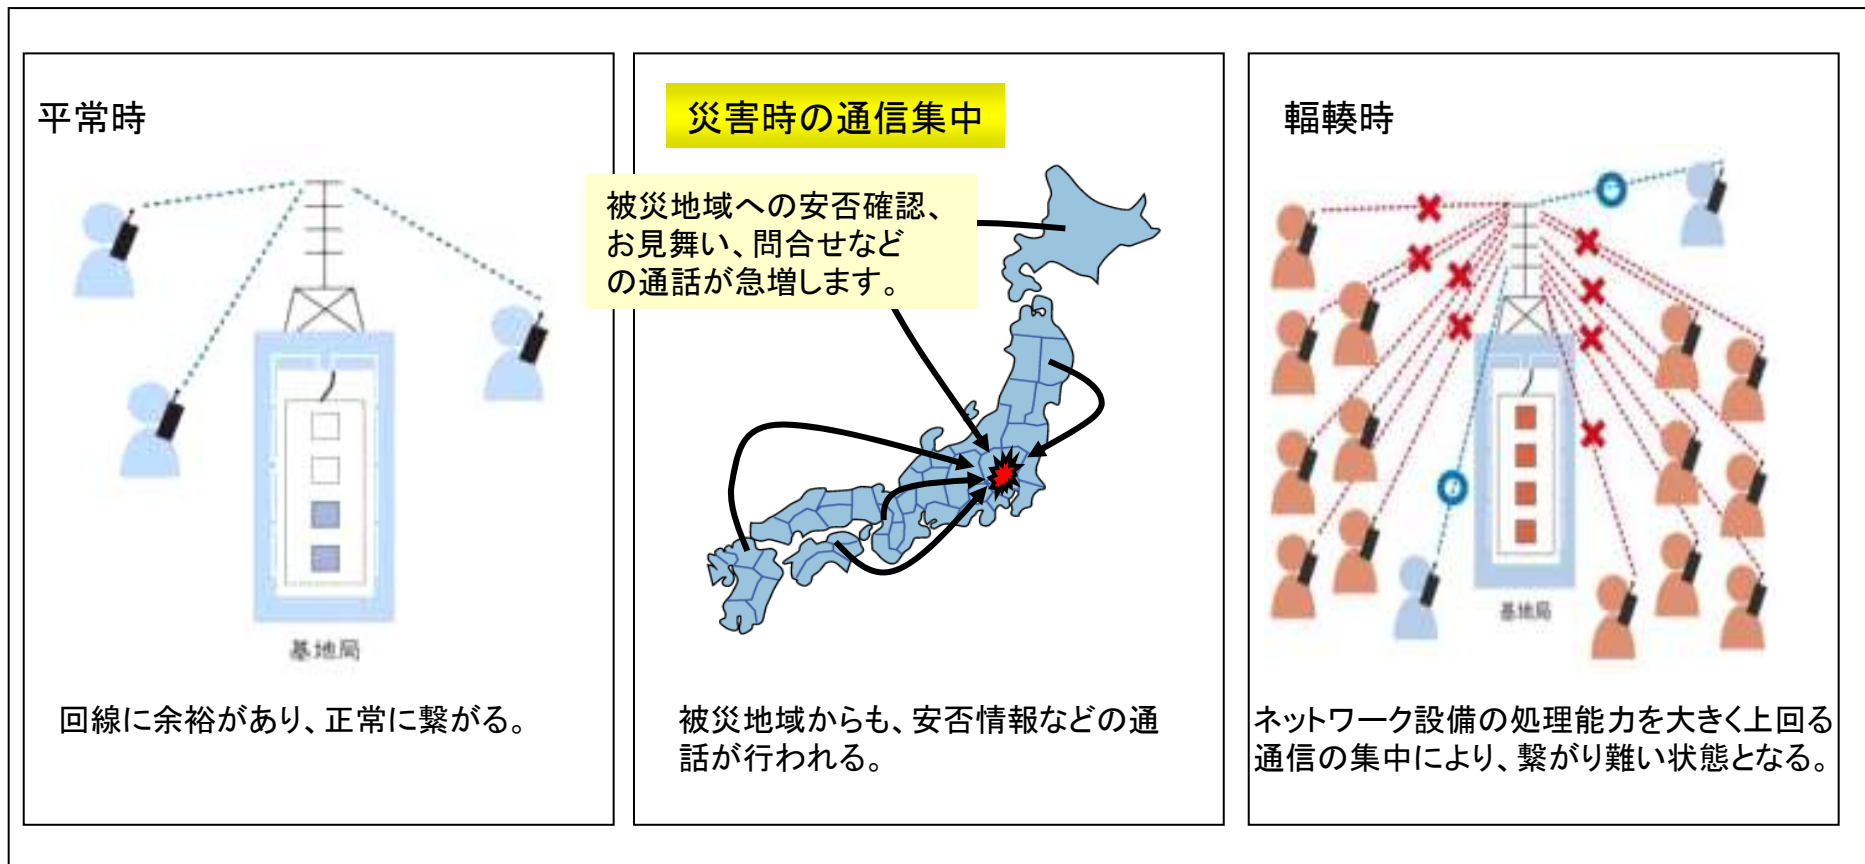 平常時
基地局
回線に余裕があり、正常に繋がる。
災害時の通信集中
被災地域への安否確認、
お見舞い、問合せなど
の通話が急増します。
被災地域からも、安否情報などの通
話が行われる。
輻輳時
基地局
ネットワーク設備の処理能力を大きく上回る
通信の集中により、繋がり難い状態となる。